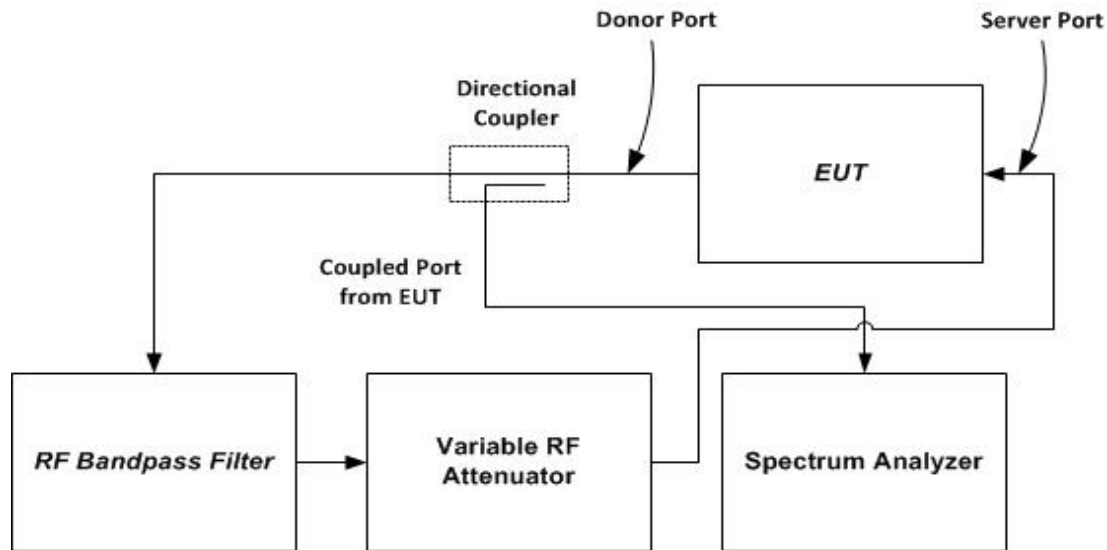 Donor Port
Server Port
Directional
Coupler
EUT
Coupled Port
from EUT
RF Bandpass Filter
Variable RF
Attenuator
Spectrum Analyzer